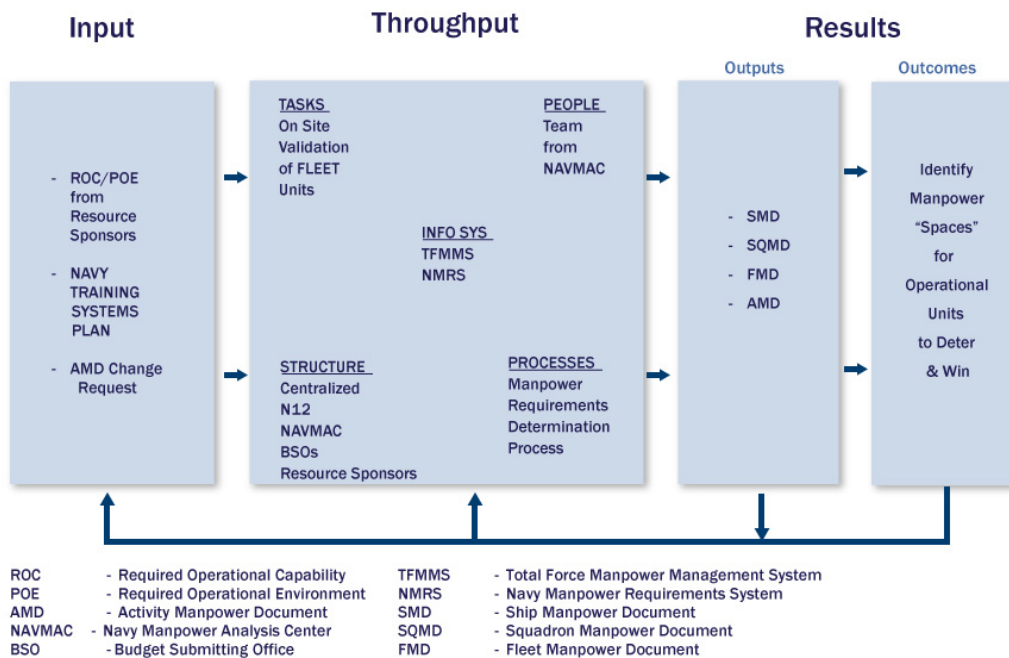 Input
Throughput
Results
Outputs
Outcomes
- ROC/POE
from
Resource
Sponsors
- NAVY
TRAINING
SYSTEMS
PLAN
- AMD Change
Request
TASKS
On Site
Validation
of FLEET
Units
PEOPLE
Team
from
NAVMAC
INFO SYS
TFMMS
NMRS
STRUCTURE
Centralized
N12
NAVMAC
BSOs
Resource Sponsors
PROCESSES
Manpower
Requirements
Determination
Process
- SMD
- SQMD
- FMD
- AMD
Identify
Manpower
“Spaces”
for
Operational
Units
to Deter
& Win
ROC - Required Operational Capability
POE - Required Operational Environment
AMD - Activity Manpower Document
NAVMAC - Navy Manpower Analysis Center
BSO - Budget Submitting Office
TFMMS - Total Force Manpower Management System
NMRS - Navy Manpower Requirements System
SMD - Ship Manpower Document
SQMD - Squadron Manpower Document
FMD - Fleet Manpower Document